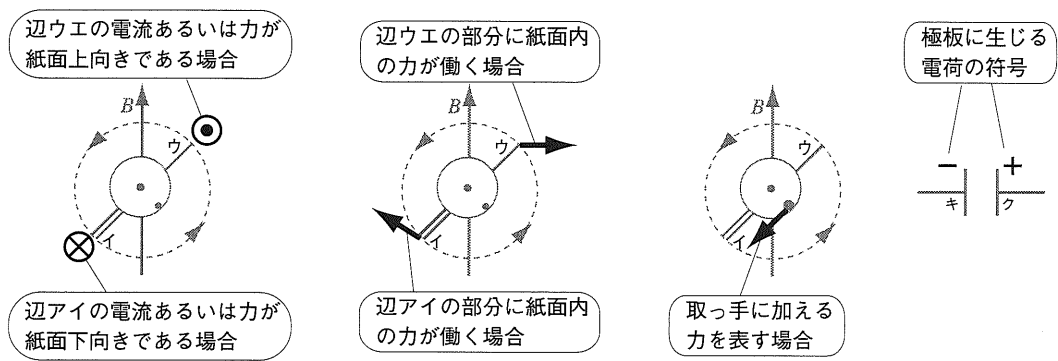 辺ウエの電流あるいは力が
紙面上向きである場合
B
ウ
イ
辺アイの電流あるいは力が
紙面下向きである場合
辺ウエの部分に紙面内
の力が働く場合
B
ウ
イ
辺アイの部分に紙面内
の力が働く場合
B
ウ
イ
取っ手に加える
力を表す場合
極板に生じる
電荷の符号
− +
キ ク